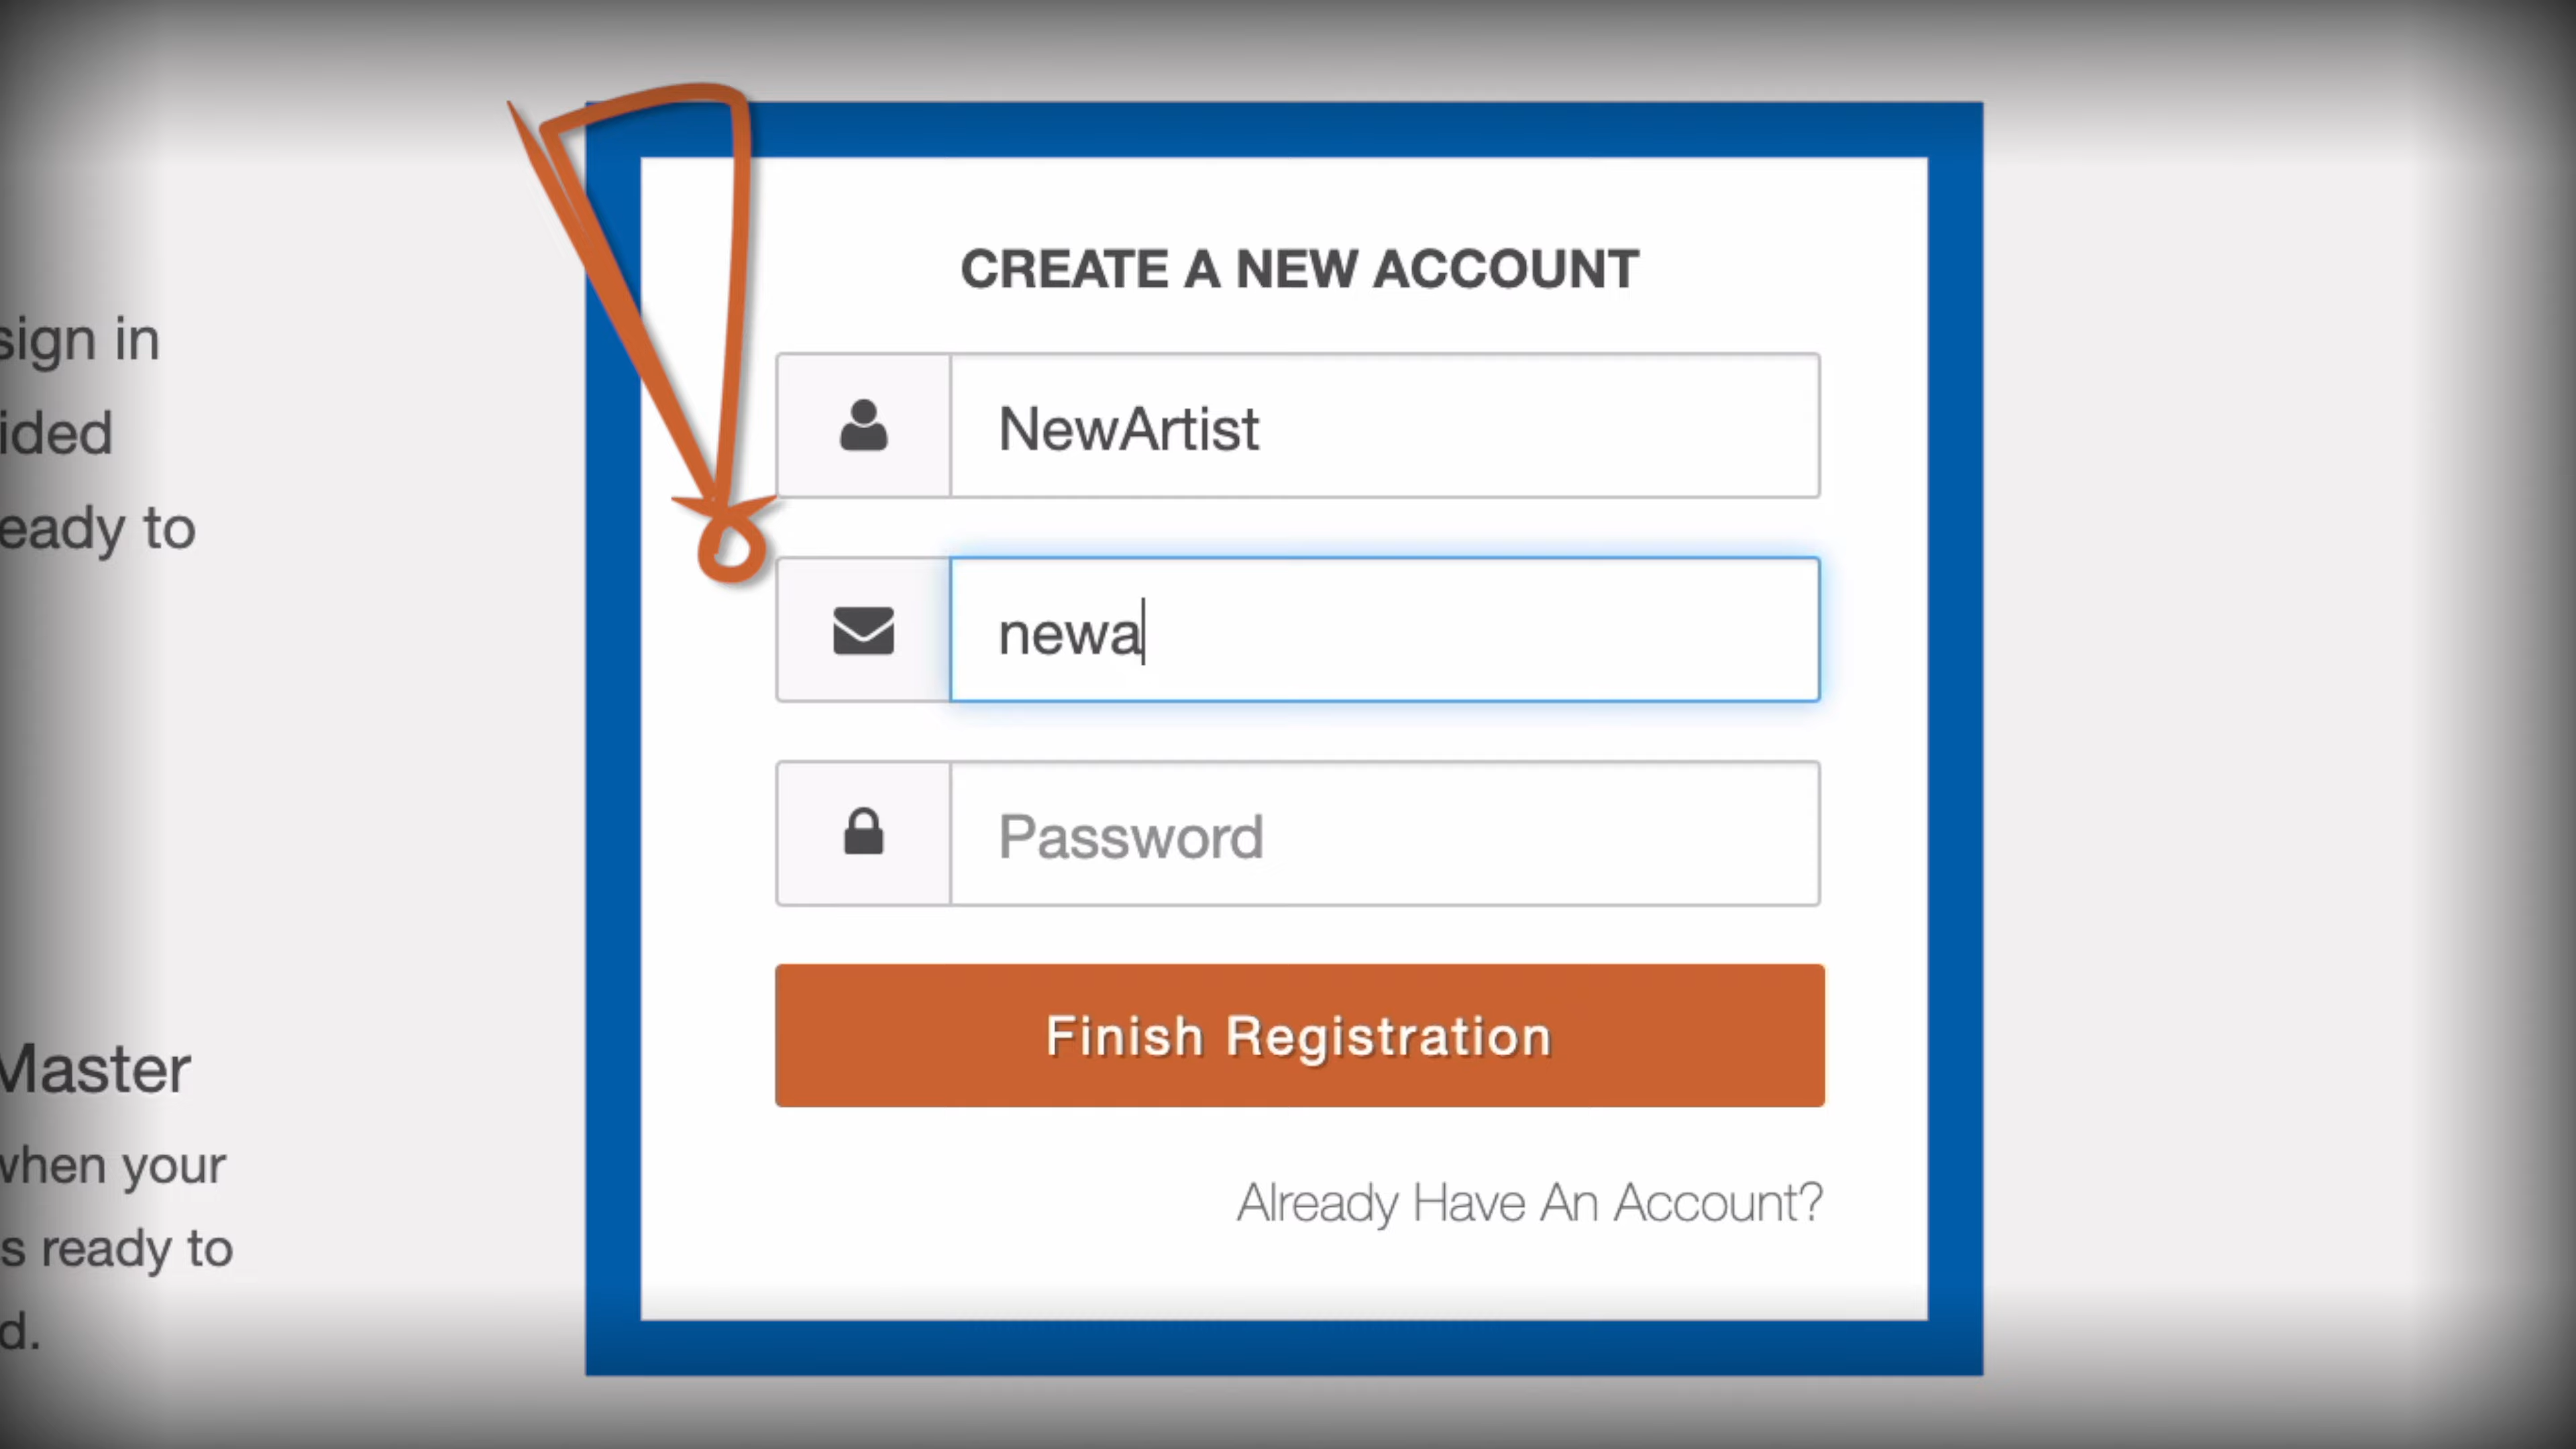 sign in
ided
eady to
Master
when your
s ready to
d.
CREATE A NEW ACCOUNT
NewArtist
newa
Password
Finish Registration
Already Have An Account?